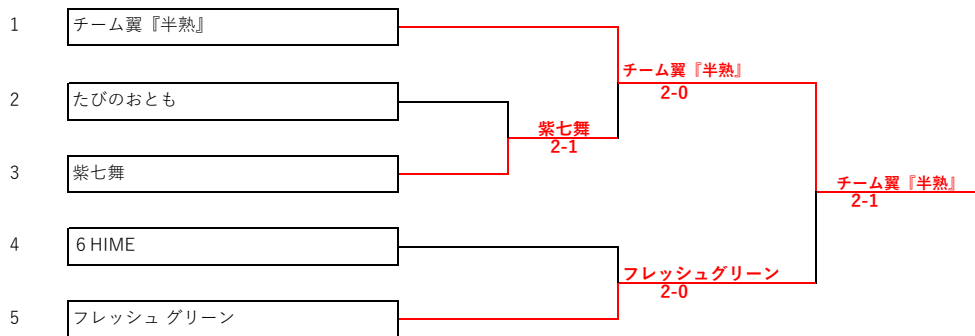 1 チーム翼『半熟』
チーム翼『半熟』
2-0
2 たびのおとも
紫七舞
2-1
3 紫七舞
チーム翼『半熟』
2-1
4 ６HIME
フレッシュグリーン
2-0
5 フレッシュ グリーン